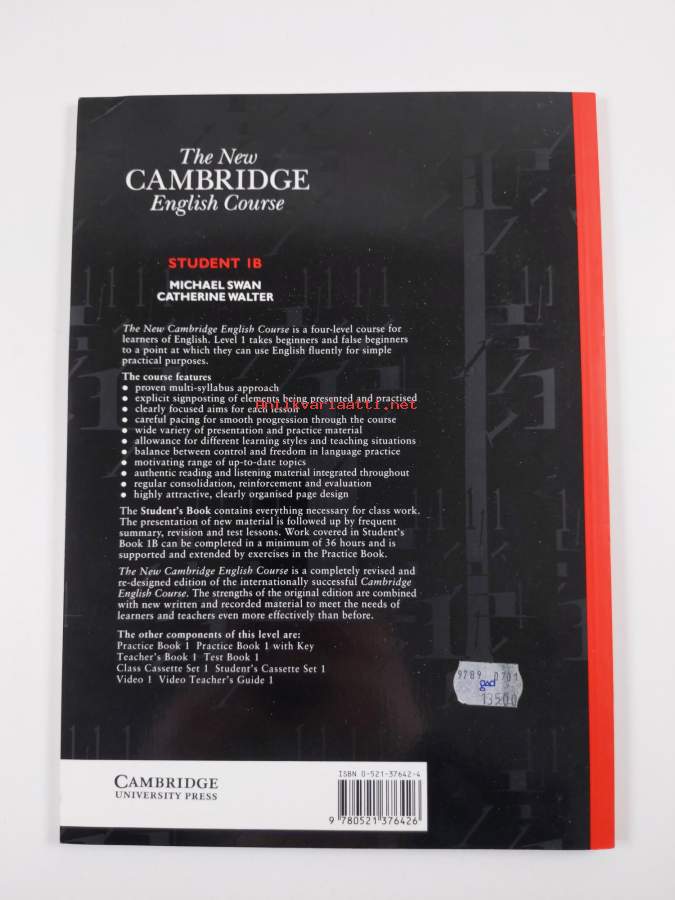 The New
CAMBRIDGE
English Course
STUDENT 1B
MICHAEL SWAN
CATHERINE WALTER
The New Cambridge English Course is a four-level course for
learners of English. Level 1 takes beginners and false beginners
to a point at which they can use English fluently for simple
practical purposes.
The course features
● proven multi-syllabus approach
● explicit signposting of elements being presented and practised
● clearly focused aims for each lesson
antikvariaatti.net
● careful pacing for smooth progression through the course
● wide variety of presentation and practice material
● allowance for different learning styles and teaching situations
● balance between control and freedom in language practice
● motivating range of up-to-date topics
● authentic reading and listening material integrated throughout
● regular consolidation, reinforcement and evaluation
● highly attractive, clearly organised page design
The Student's Book contains everything necessary for class work.
The presentation of new material is followed up by frequent
summary, revision and test lessons. Work covered in Student's
Book 1B can be completed in a minimum of 36 hours and is
supported and extended by exercises in the Practice Book.
The New Cambridge English Course is a completely revised and
re-designed edition of the internationally successful Cambridge
English Course. The strengths of the original edition are combined
with new written and recorded material to meet the needs of
learners and teachers even more effectively than before.
The other components of this level are:
Practice Book 1 Practice Book 1 with Key
Teacher's Book 1 Test Book 1
Class Cassette Set 1 Student's Cassette Set 1
Video 1 Video Teacher's Guide 1
9789 0701
gad
13500
CAMBRIDGE
UNIVERSITY PRESS
ISBN 0-521-37642-4
9 780521 376426